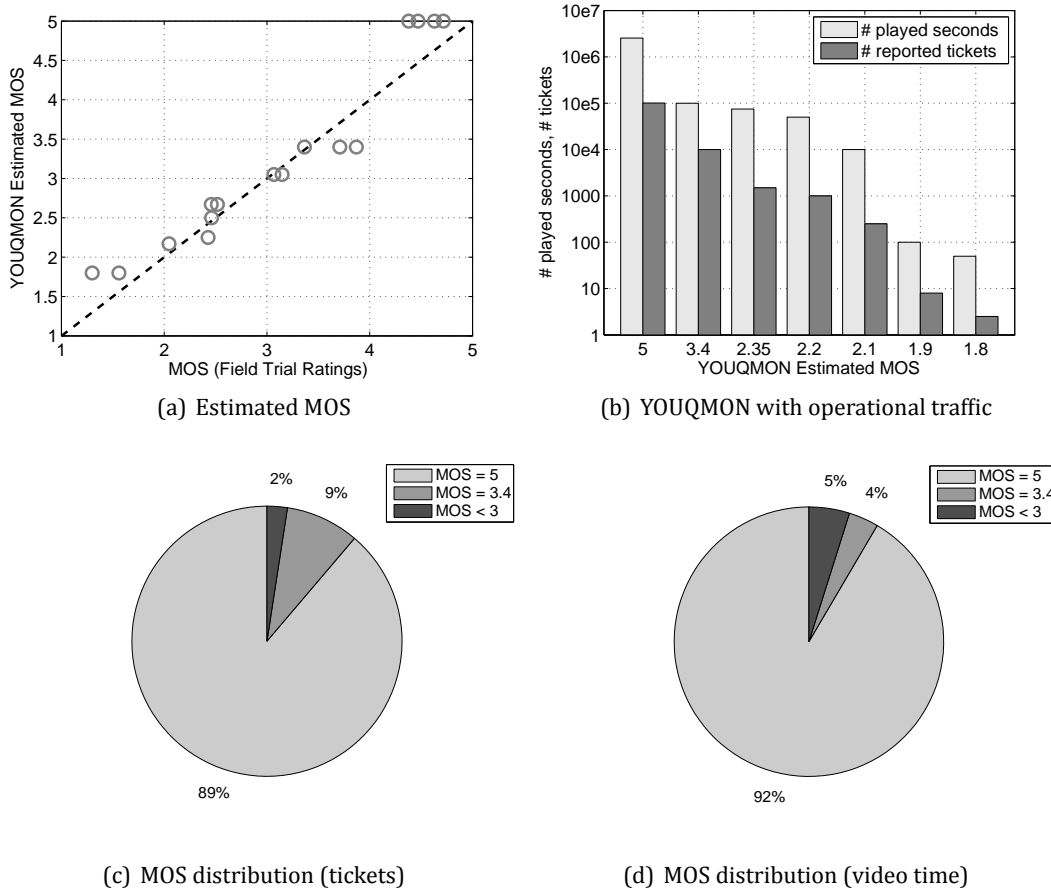 5
4.5
4
3.5
3
2.5
2
1.5
1
YOUQMON Estimated MOS
1 2 3 4 5
MOS (Field Trial Ratings)
(a) Estimated MOS
10e7
10e6
10e5
10e4
1000
100
10
1
# played seconds, # tickets
# played seconds
# reported tickets
5 3.4 2.35 2.2 2.1 1.9 1.8
YOUQMON Estimated MOS
(b) YOUQMON with operational traffic
MOS = 5
MOS = 3.4
MOS < 3
2%
9%
89%
(c) MOS distribution (tickets)
MOS = 5
MOS = 3.4
MOS < 3
5%
4%
92%
(d) MOS distribution (video time)